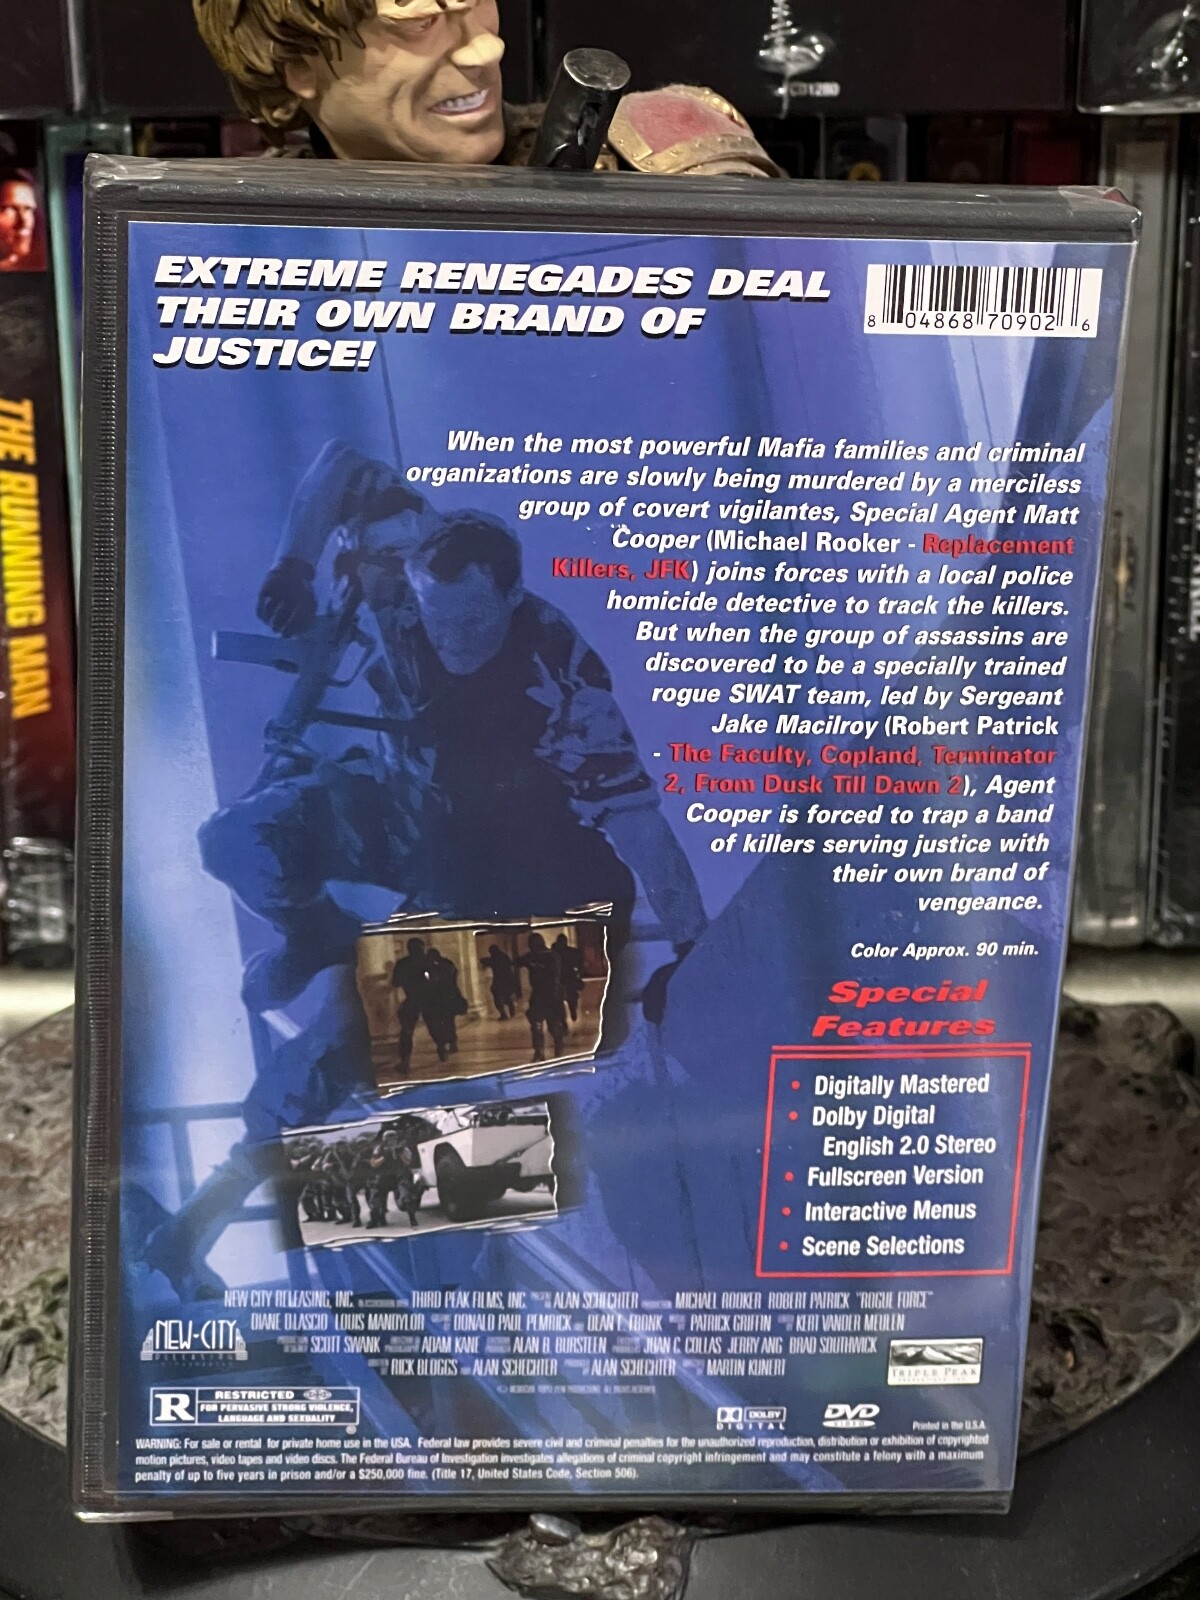 CD1280
THE RUNNING MAN
EXTREME RENEGADES DEAL
THEIR OWN BRAND OF
JUSTICE!
8 04868 70902 6
When the most powerful Mafia families and criminal
organizations are slowly being murdered by a merciless
group of covert vigilantes, Special Agent Matt
Cooper (Michael Rooker - Replacement
Killers, JFK) joins forces with a local police
homicide detective to track the killers.
But when the group of assassins are
discovered to be a specially trained
rogue SWAT team, led by Sergeant
Jake Macilroy (Robert Patrick
- The Faculty, Copland, Terminator
2, From Dusk Till Dawn 2), Agent
Cooper is forced to trap a band
of killers serving justice with
their own brand of
vengeance.
Color Approx. 90 min.
Special
Features
• Digitally Mastered
• Dolby Digital
English 2.0 Stereo
• Fullscreen Version
• Interactive Menus
• Scene Selections
NEW CITY RELEASING, INC. THIRD PEAK FILMS, INC. ALAN SCHECHTER MICHAEL ROOKER ROBERT PATRICK "ROGUE FORCE"
DIANE DILASCIO LOUIS MANDYLOR DONALD PAUL PEMRICK DEAN E. FRONK PATRICK GRIFFIN KERI VANDER MEULEN
SCOTT SWANK ADAM KANE ALAN B. BURSTEEN JUAN C. COLLAS JERRY ANG BRAD SOUTHWICK
RICK BLOGGS ALAN SCHECHTER ALAN SCHECHTER MARTIN KUNERT
NEW-CITY
RELEASING
TRIPLE PEAK
R RESTRICTED
FOR PERVASIVE STRONG VIOLENCE,
LANGUAGE AND SEXUALITY
DOLBY
DIGITAL
DVD
VIDEO
Printed in the U.S.A.
WARNING: For sale or rental for private home use in the USA. Federal law provides severe civil and criminal penalties for the unauthorized reproduction, distribution or exhibition of copyrighted
motion pictures, video tapes and video discs. The Federal Bureau of Investigation investigates allegations of criminal copyright infringement and may constitute a felony with a maximum
penalty of up to five years in prison and/or a $250,000 fine. (Title 17, United States Code, Section 506).